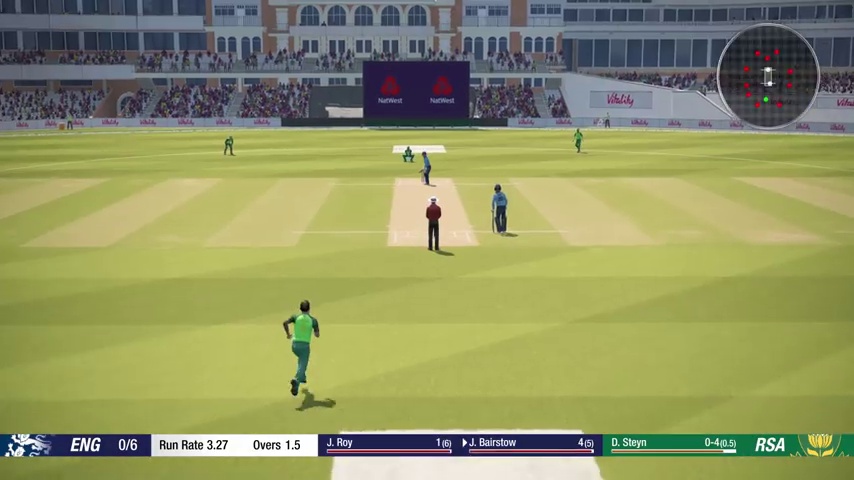 NatWest NatWest
Vitality
Vitality
ENG 0/6 Run Rate 3.27 Overs 1.5 J. Roy 1(6) J. Bairstow 4(5) D. Steyn 0-4(0.5) RSA